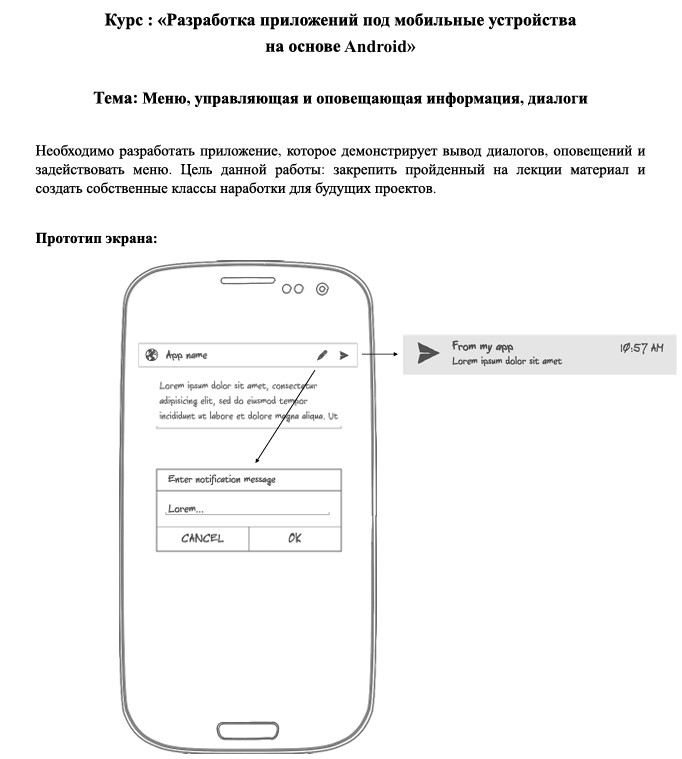 Курс : «Разработка приложений под мобильные устройства
на основе Android»
Тема: Меню, управляющая и оповещающая информация, диалоги
Необходимо разработать приложение, которое демонстрирует вывод диалогов, оповещений и
задействовать меню. Цель данной работы: закрепить пройденный на лекции материал и
создать собственные классы наработки для будущих проектов.
Прототип экрана:
App name
From my app 10:57 AM
Lorem ipsum dolor sit amet
Lorem ipsum dolor sit amet, consectetur
adipisicing elit, sed do eiusmod tempor
incididunt ut labore et dolore magna aliqua. Ut
Enter notification message
Lorem...
CANCEL OK